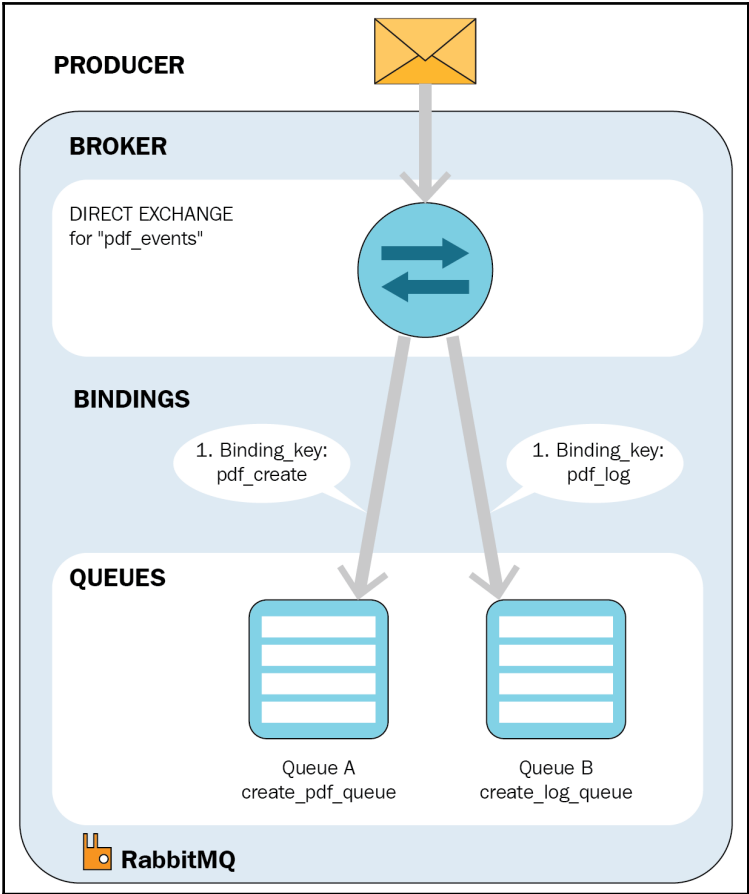 PRODUCER
BROKER
DIRECT EXCHANGE
for "pdf_events"
BINDINGS
1. Binding_key:
pdf_create
1. Binding_key:
pdf_log
QUEUES
Queue A
create_pdf_queue
Queue B
create_log_queue
RabbitMQ